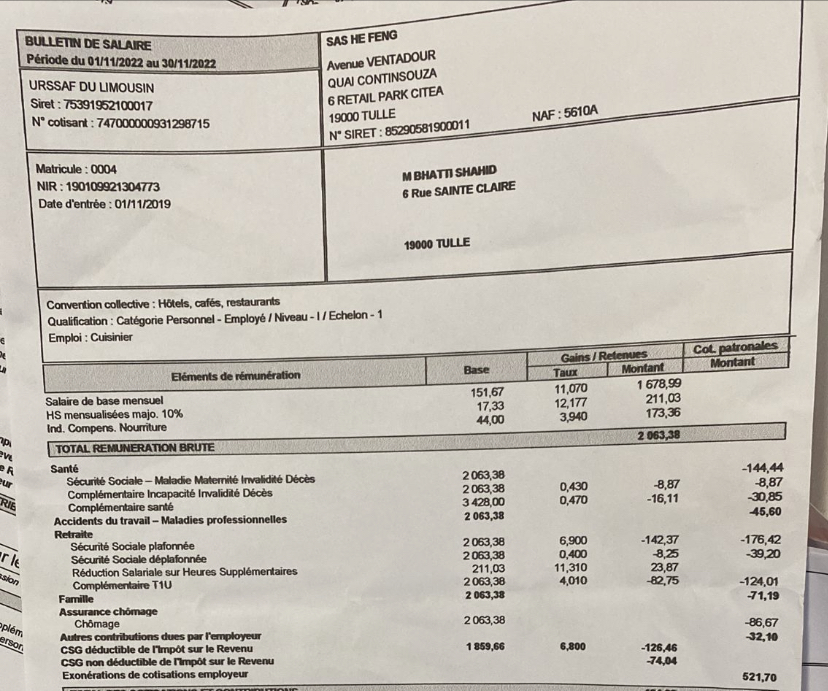 BULLETIN DE SALAIRE
Période du 01/11/2022 au 30/11/2022
URSSAF DU LIMOUSIN
Siret : 75391952100017
N° cotisant : 747000000931298715
SAS HE FENG
Avenue VENTADOUR
QUAI CONTINSOUZA
6 RETAIL PARK CITEA
19000 TULLE
N° SIRET : 85290581900011 NAF : 5610A
Matricule : 0004
NIR : 190109921304773
Date d'entrée : 01/11/2019
M BHATTI SHAHID
6 Rue SAINTE CLAIRE
19000 TULLE
Convention collective : Hôtels, cafés, restaurants
Qualification : Catégorie Personnel - Employé / Niveau - I / Echelon - 1
Emploi : Cuisinier
Eléments de rémunération Base Gains / Retenues Cot. patronales
Taux Montant Montant
Salaire de base mensuel 151,67 11,070 1 678,99
HS mensualisées majo. 10% 17,33 12,177 211,03
Ind. Compens. Nourriture 44,00 3,940 173,36
TOTAL REMUNERATION BRUTE 2 063,38
Santé
Sécurité Sociale – Maladie Maternité Invalidité Décès 2 063,38 -144,44
Complémentaire Incapacité Invalidité Décès 2 063,38 0,430 -8,87 -8,87
Complémentaire santé 3 428,00 0,470 -16,11 -30,85
Accidents du travail – Maladies professionnelles 2 063,38 -45,60
Retraite
Sécurité Sociale plafonnée 2 063,38 6,900 -142,37 -176,42
Sécurité Sociale déplafonnée 2 063,38 0,400 -8,25 -39,20
Réduction Salariale sur Heures Supplémentaires 211,03 11,310 23,87
Complémentaire T1U 2 063,38 4,010 -82,75 -124,01
Famille 2 063,38 -71,19
Assurance chômage
Chômage 2 063,38 -86,67
Autres contributions dues par l'employeur -32,10
CSG déductible de l'Impôt sur le Revenu 1 859,66 6,800 -126,46
CSG non déductible de l'Impôt sur le Revenu -74,04
Exonérations de cotisations employeur 521,70